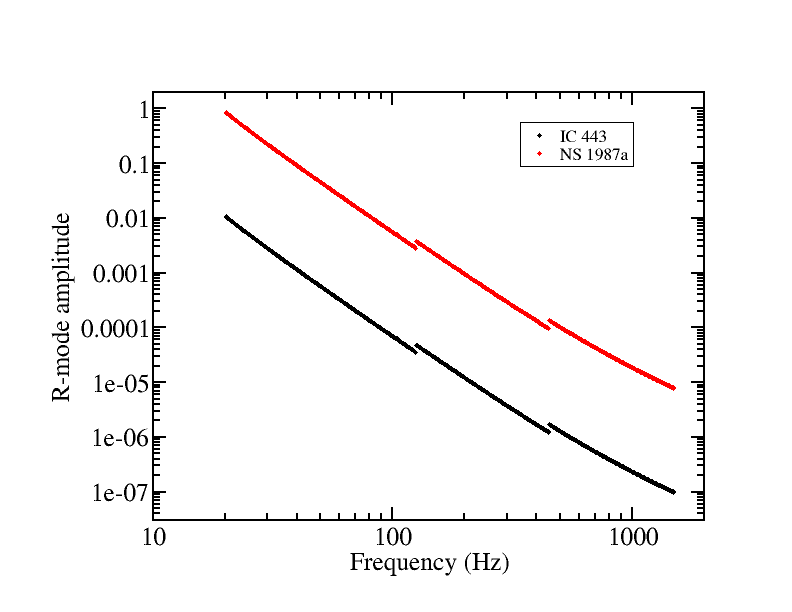 1
0.1
0.01
0.001
0.0001
1e-05
1e-06
1e-07
R-mode amplitude
IC 443
NS 1987a
10 100 1000
Frequency (Hz)